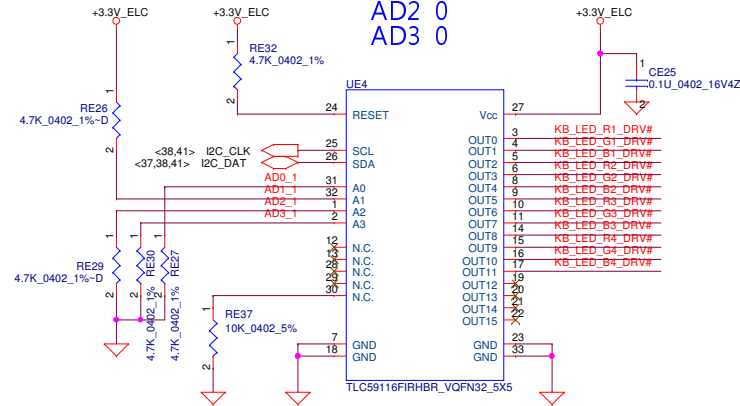 AD2 0
AD3 0
+3.3V_ELC
+3.3V_ELC
+3.3V_ELC
1
RE32
4.7K_0402_1%
2
1
CE25
0.1U_0402_16V4Z
2
1
RE26
4.7K_0402_1%~D
2
UE4
24 RESET
Vcc 27
<38,41> I2C_CLK 25 SCL
<37,38,41> I2C_DAT 26 SDA
AD0_1 31 A0
AD1_1 32 A1
AD2_1 1 A2
AD3_1 2 A3
12 N.C.
13 N.C.
28 N.C.
29 N.C.
30 N.C.
OUT0 3 KB_LED_R1_DRV#
OUT1 4 KB_LED_G1_DRV#
OUT2 5 KB_LED_B1_DRV#
OUT3 6 KB_LED_R2_DRV#
OUT4 8 KB_LED_G2_DRV#
OUT5 9 KB_LED_B2_DRV#
OUT6 10 KB_LED_R3_DRV#
OUT7 11 KB_LED_G3_DRV#
OUT8 14 KB_LED_B3_DRV#
OUT9 15 KB_LED_R4_DRV#
OUT10 16 KB_LED_G4_DRV#
OUT11 17 KB_LED_B4_DRV#
OUT12 19
OUT13 20
OUT14 21
OUT15 22
1
RE29
4.7K_0402_1%~D
2
1
RE30
4.7K_0402_1%
2
1
RE27
4.7K_0402_1%
2
1
RE37
10K_0402_5%
2
7 GND
18 GND
GND 23
GND 33
TLC59116FIRHBR_VQFN32_5X5